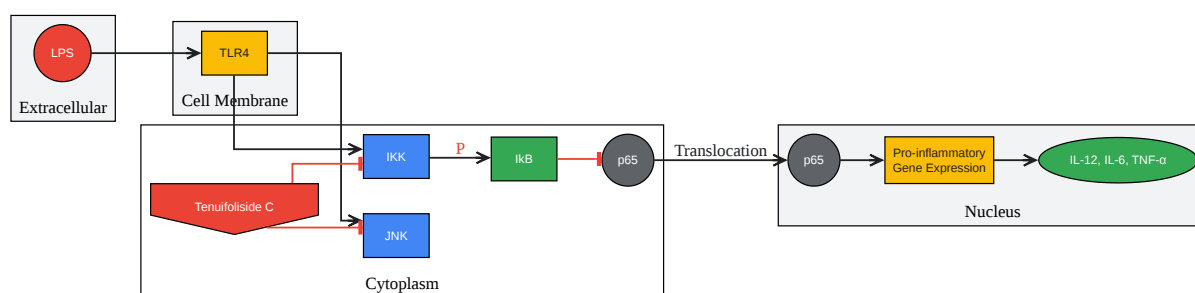 LPS
Extracellular
TLR4
Cell Membrane
IKK
P
IkB
p65
Translocation
p65
Pro-inflammatory
Gene Expression
IL-12, IL-6, TNF-α
Nucleus
Tenuifoliside C
JNK
Cytoplasm